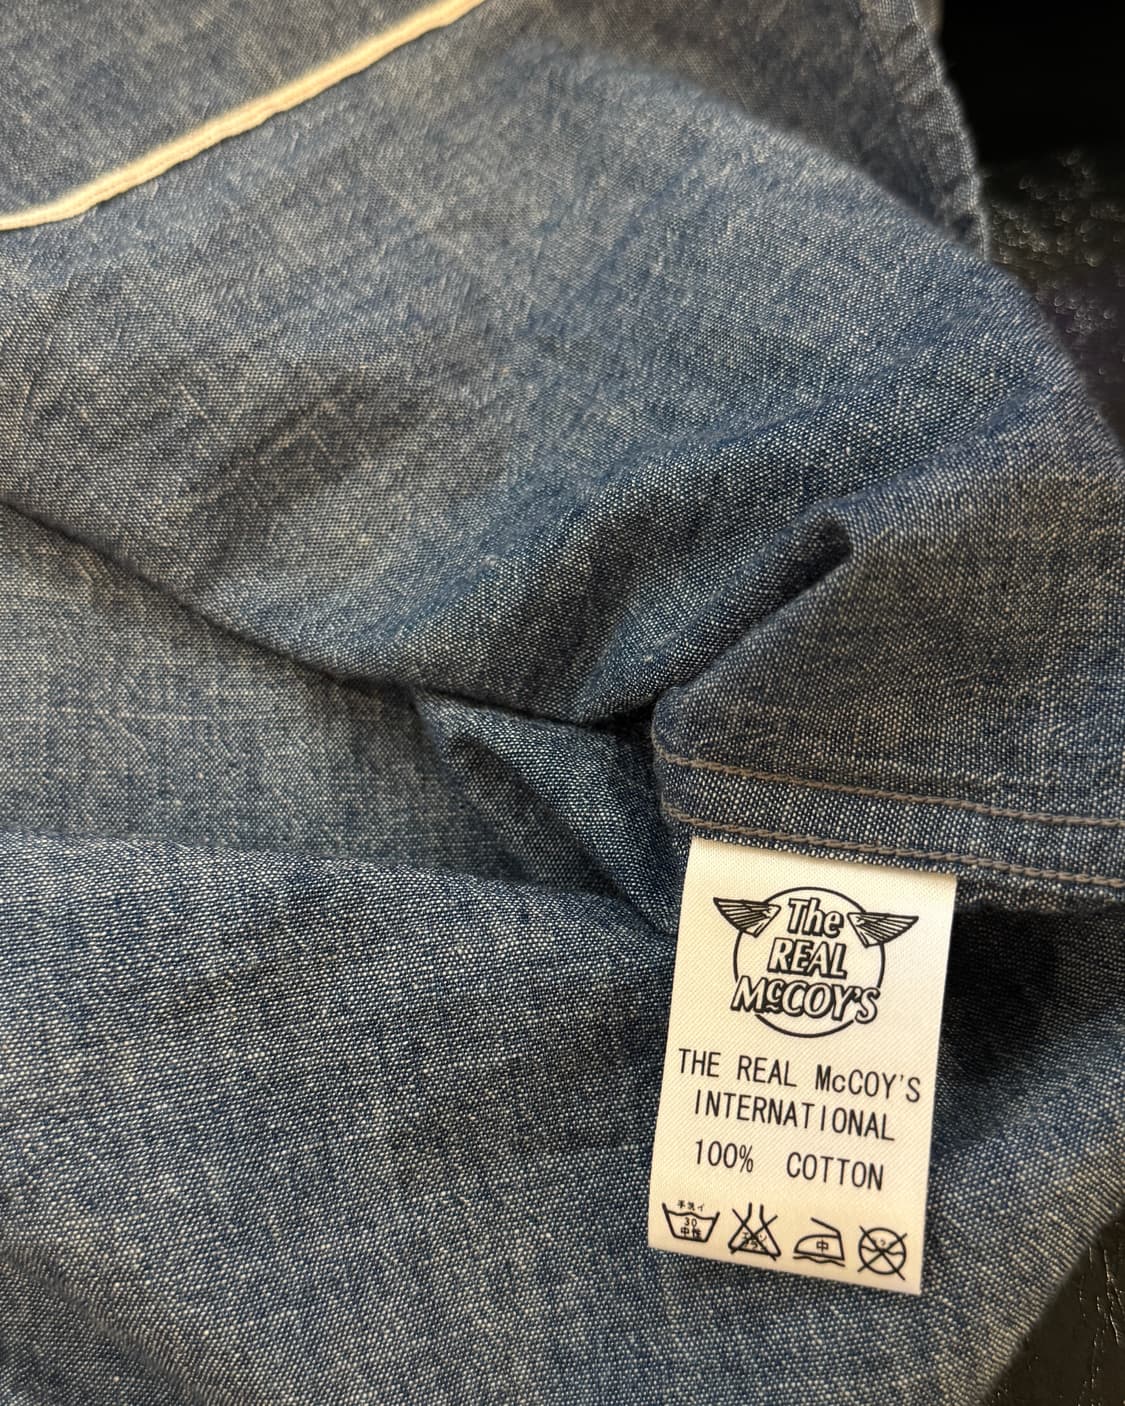 The
REAL
McCOY'S
THE REAL McCOY'S
INTERNATIONAL
100% COTTON
手洗イ
30
中性
中